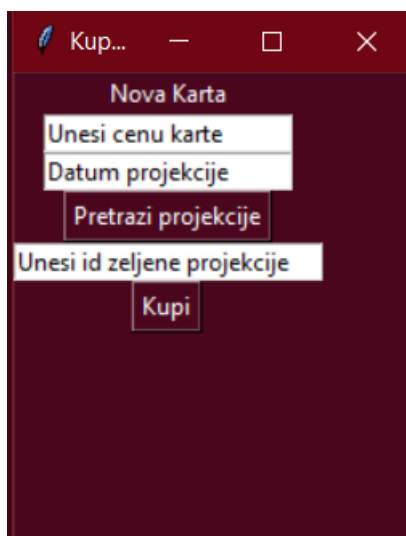 Kup...
Nova Karta
Unesi cenu karte
Datum projekcije
Pretrazi projekcije
Unesi id zeljene projekcije
Kupi